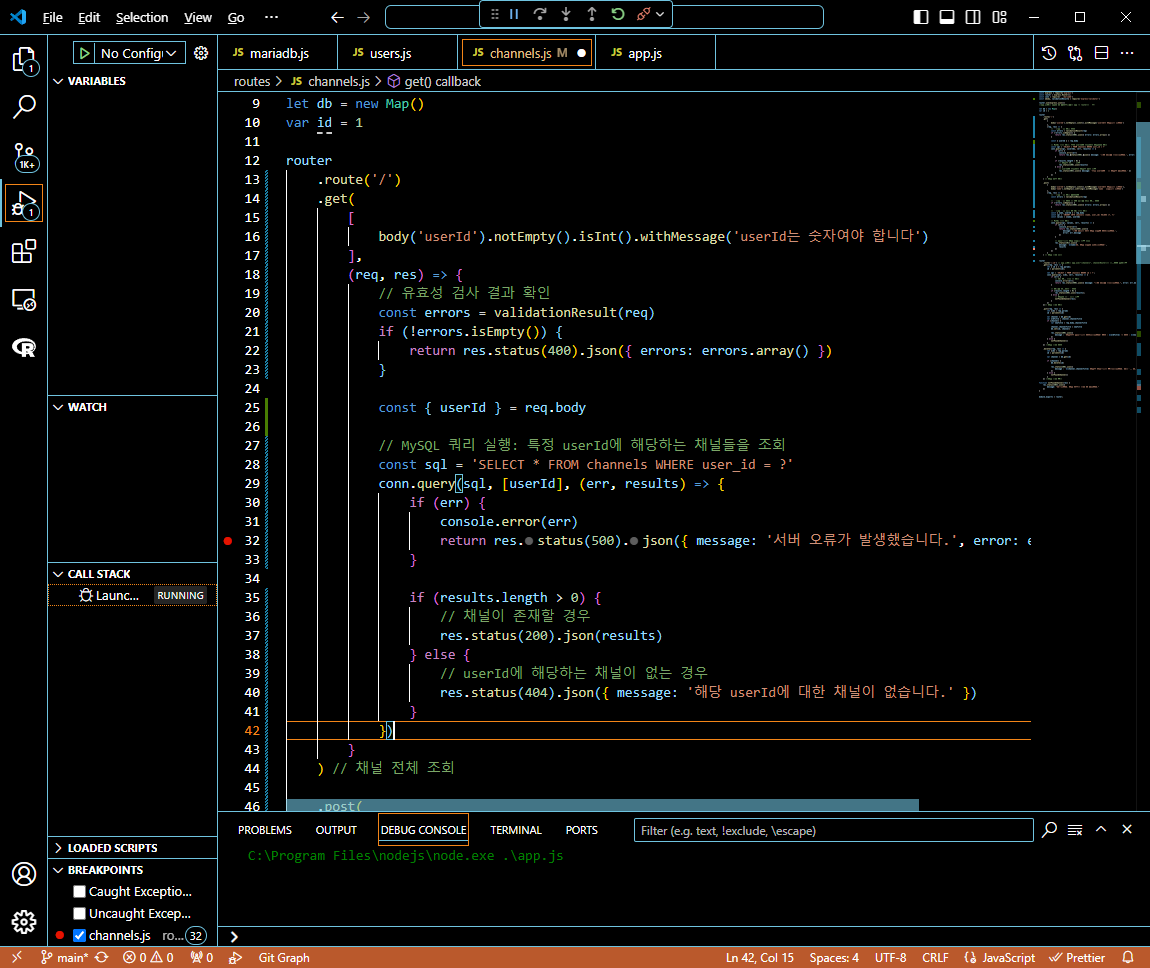 File Edit Selection View Go ···
No Config
JS mariadb.js
JS users.js
JS channels.js M
JS app.js
routes > JS channels.js > get() callback
VARIABLES
WATCH
CALL STACK
Launc... RUNNING
LOADED SCRIPTS
BREAKPOINTS
Caught Exceptio...
Uncaught Excep...
channels.js ro... 32
1
1K+
1
9 let db = new Map()
10 var id = 1
11
12 router
13 .route('/')
14 .get(
15 [
16 body('userId').notEmpty().isInt().withMessage('userId는 숫자여야 합니다')
17 ],
18 (req, res) => {
19 // 유효성 검사 결과 확인
20 const errors = validationResult(req)
21 if (!errors.isEmpty()) {
22 return res.status(400).json({ errors: errors.array() })
23 }
24
25 const { userId } = req.body
26
27 // MySQL 쿼리 실행: 특정 userId에 해당하는 채널들을 조회
28 const sql = 'SELECT * FROM channels WHERE user_id = ?'
29 conn.query(sql, [userId], (err, results) => {
30 if (err) {
31 console.error(err)
32 return res.status(500).json({ message: '서버 오류가 발생했습니다.', error: e
33 }
34
35 if (results.length > 0) {
36 // 채널이 존재할 경우
37 res.status(200).json(results)
38 } else {
39 // userId에 해당하는 채널이 없는 경우
40 res.status(404).json({ message: '해당 userId에 대한 채널이 없습니다.' })
41 }
42 })
43 }
44 ) // 채널 전체 조회
45
46 .post(
PROBLEMS OUTPUT DEBUG CONSOLE TERMINAL PORTS
Filter (e.g. text, !exclude, \escape)
C:\Program Files\nodejs\node.exe .\app.js
main* 0 0 0 Git Graph
Ln 42, Col 15 Spaces: 4 UTF-8 CRLF {} JavaScript Prettier